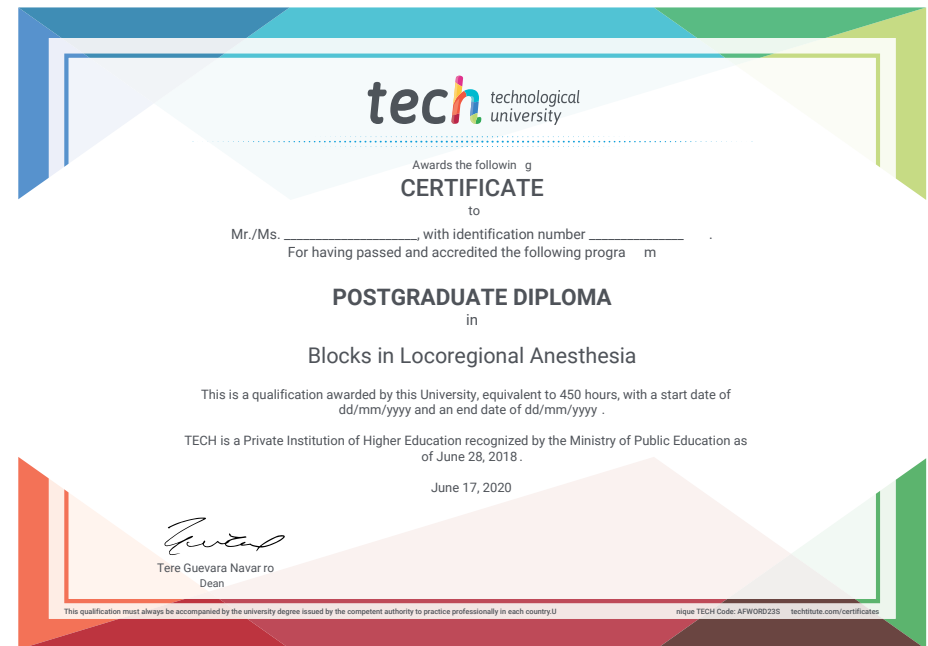 tech technological
university
Awards the followin g
CERTIFICATE
to
Mr./Ms. ____________________, with identification number ______________ .
For having passed and accredited the following progra m
POSTGRADUATE DIPLOMA
in
Blocks in Locoregional Anesthesia
This is a qualification awarded by this University, equivalent to 450 hours, with a start date of
dd/mm/yyyy and an end date of dd/mm/yyyy .
TECH is a Private Institution of Higher Education recognized by the Ministry of Public Education as
of June 28, 2018 .
June 17, 2020
Tere Guevara Navar ro
Dean
This qualification must always be accompanied by the university degree issued by the competent authority to practice professionally in each country.U nique TECH Code: AFWORD23S techtitute.com/certificates